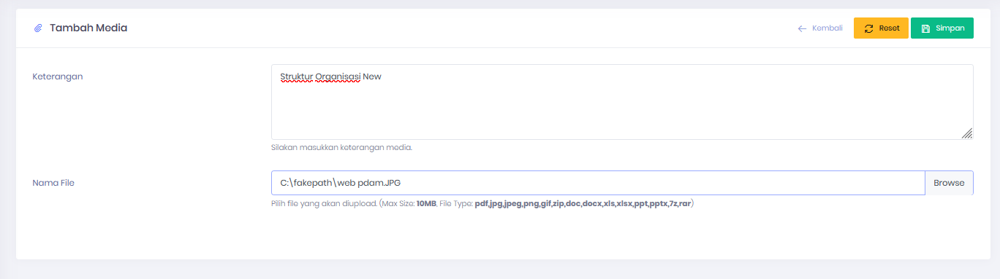 Tambah Media
Kembali
Reset
Simpan
Keterangan
Struktur Organisasi New
Silakan masukkan keterangan media.
Nama File
C:\fakepath\web pdam.JPG
Browse
Pilih file yang akan diupload. (Max Size: 10MB, File Type: pdf,jpg,jpeg,png,gif,zip,doc,docx,xls,xlsx,ppt,pptx,7z,rar)